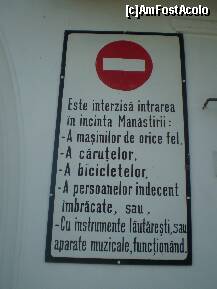 [c]AmFostAcolo
Este interzisă intrarea
în incinta Mănăstirii:
-A mașinilor de orice fel,
-A căruțelor,
-A bicicletelor,
-A persoanelor indecent
îmbrăcate, sau,
-Cu instrumente lăutărești, sau
aparate muzicale, funcționând.